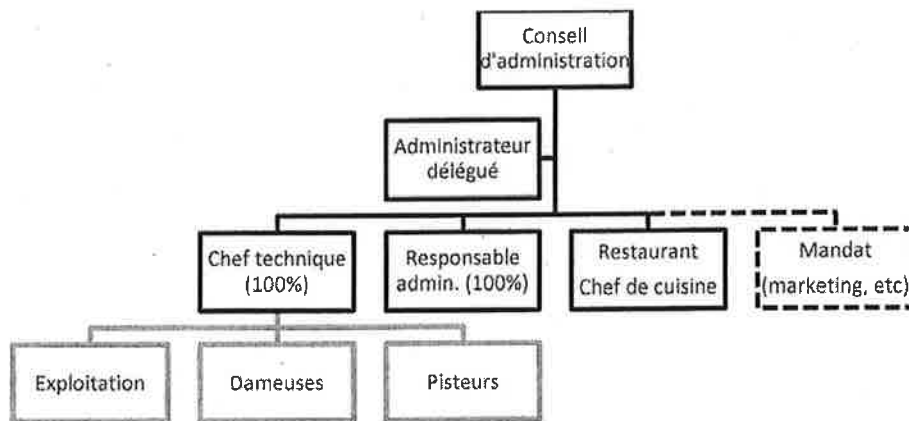 Conseil
d'administration
Administrateur
délégué
Chef technique
(100%)
Responsable
admin. (100%)
Restaurant
Chef de cuisine
Mandat
(marketing, etc)
Exploitation
Dameuses
Pisteurs